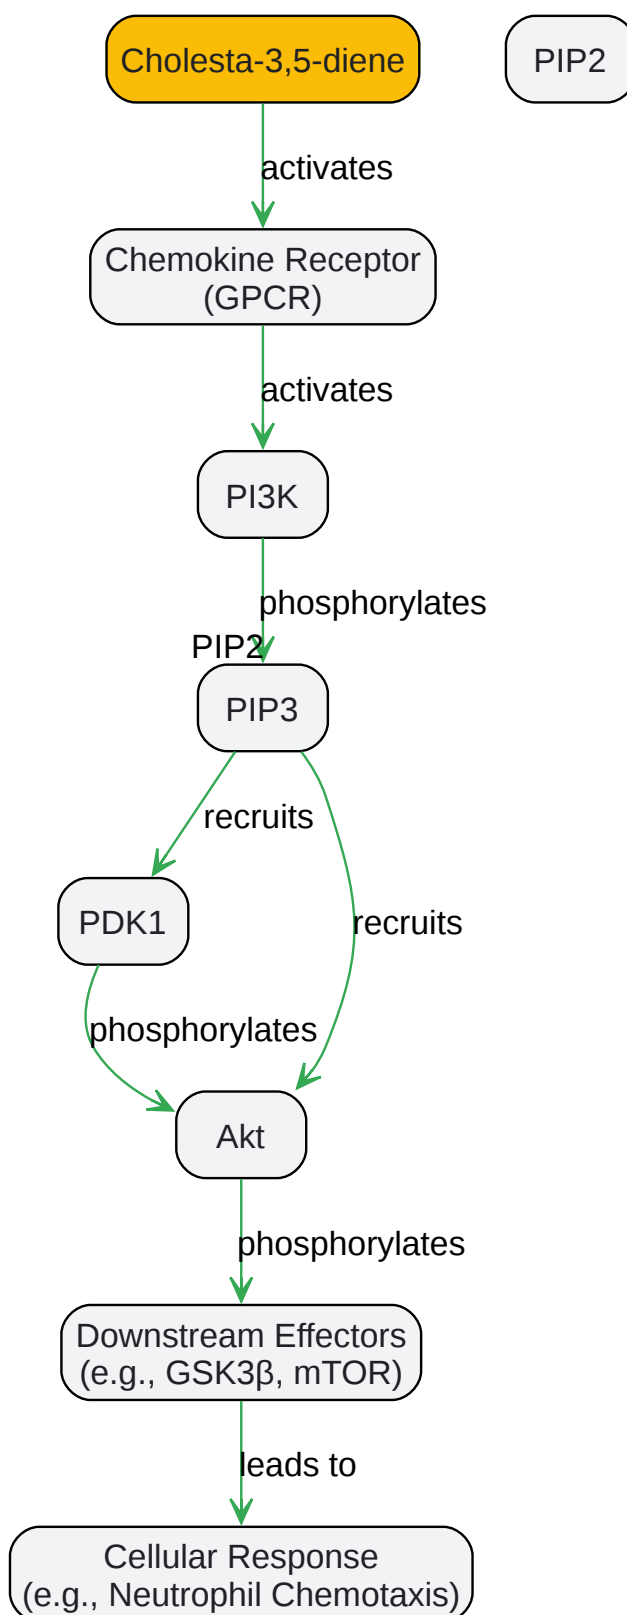 Cholesta-3,5-diene
PIP2
activates
Chemokine Receptor
(GPCR)
activates
PI3K
phosphorylates
PIP2
PIP3
recruits
PDK1
recruits
phosphorylates
Akt
phosphorylates
Downstream Effectors
(e.g., GSK3β, mTOR)
leads to
Cellular Response
(e.g., Neutrophil Chemotaxis)